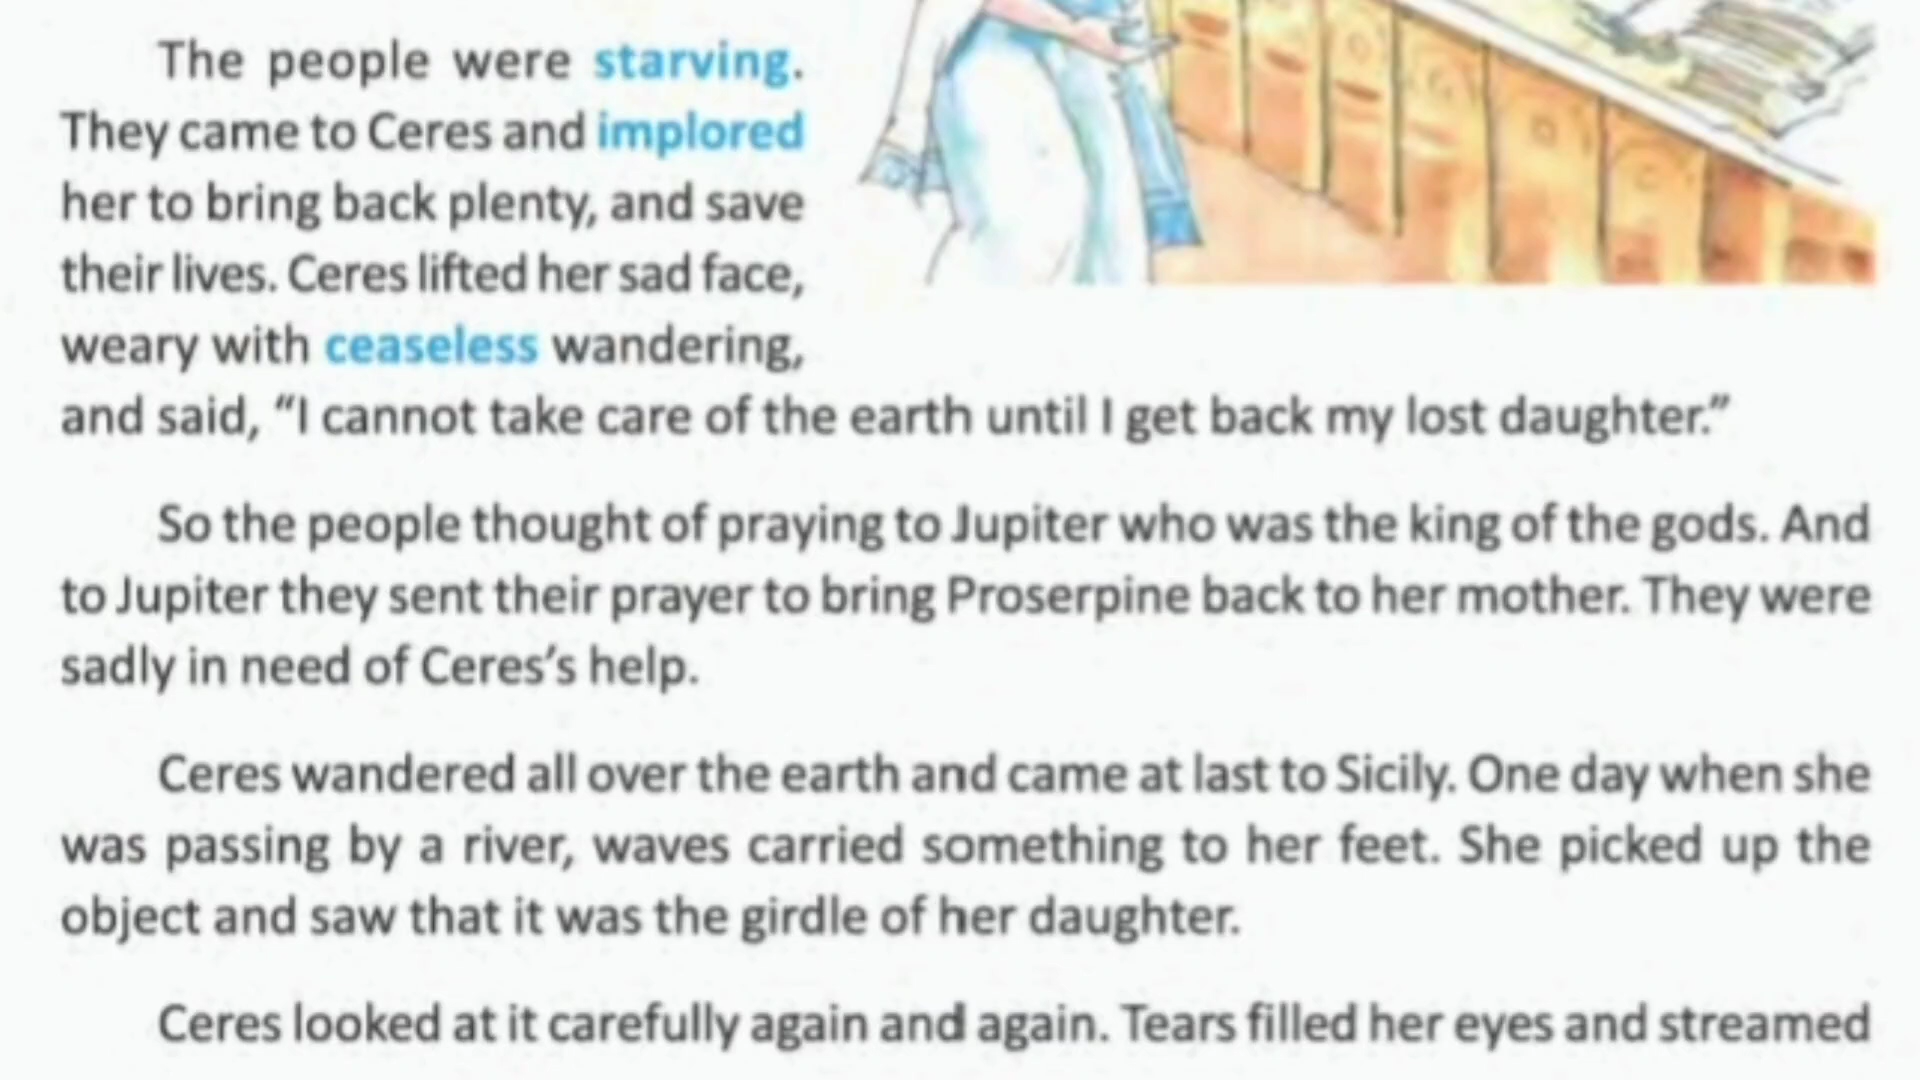 The people were starving.
They came to Ceres and implored
her to bring back plenty, and save
their lives. Ceres lifted her sad face,
weary with ceaseless wandering,
and said, “I cannot take care of the earth until I get back my lost daughter.”
So the people thought of praying to Jupiter who was the king of the gods. And
to Jupiter they sent their prayer to bring Proserpine back to her mother. They were
sadly in need of Ceres’s help.
Ceres wandered all over the earth and came at last to Sicily. One day when she
was passing by a river, waves carried something to her feet. She picked up the
object and saw that it was the girdle of her daughter.
Ceres looked at it carefully again and again. Tears filled her eyes and streamed